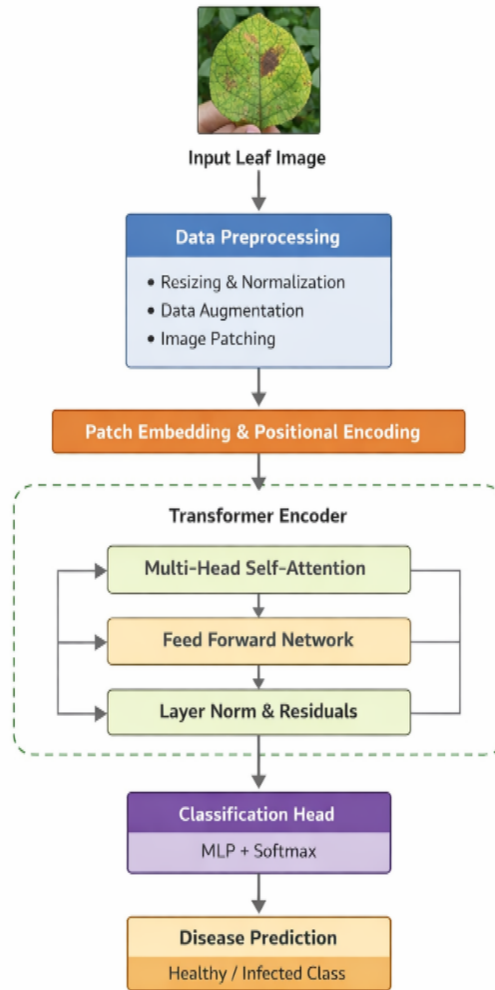 Input Leaf Image
Data Preprocessing
• Resizing & Normalization
• Data Augmentation
• Image Patching
Patch Embedding & Positional Encoding
Transformer Encoder
Multi-Head Self-Attention
Feed Forward Network
Layer Norm & Residuals
Classification Head
MLP + Softmax
Disease Prediction
Healthy / Infected Class